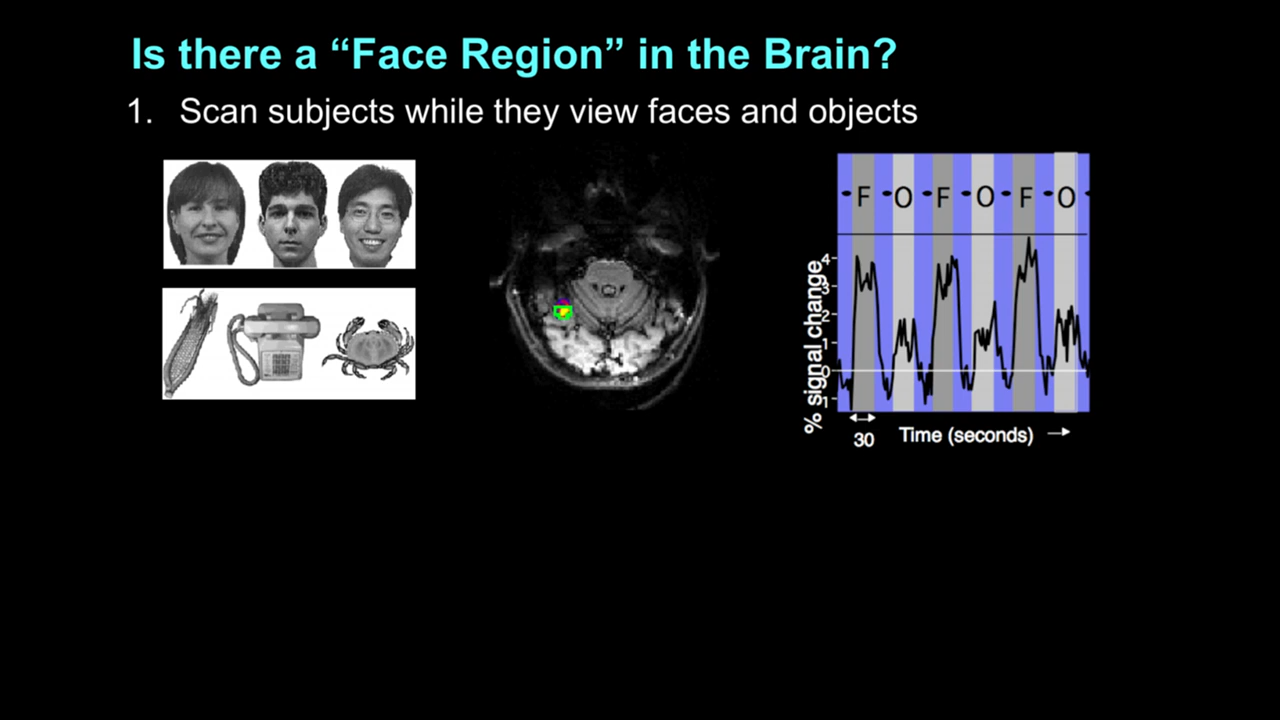 Is there a “Face Region” in the Brain?
1. Scan subjects while they view faces and objects
F O F O F O
% signal change
4
3
2
1
0
-1
30
Time (seconds)